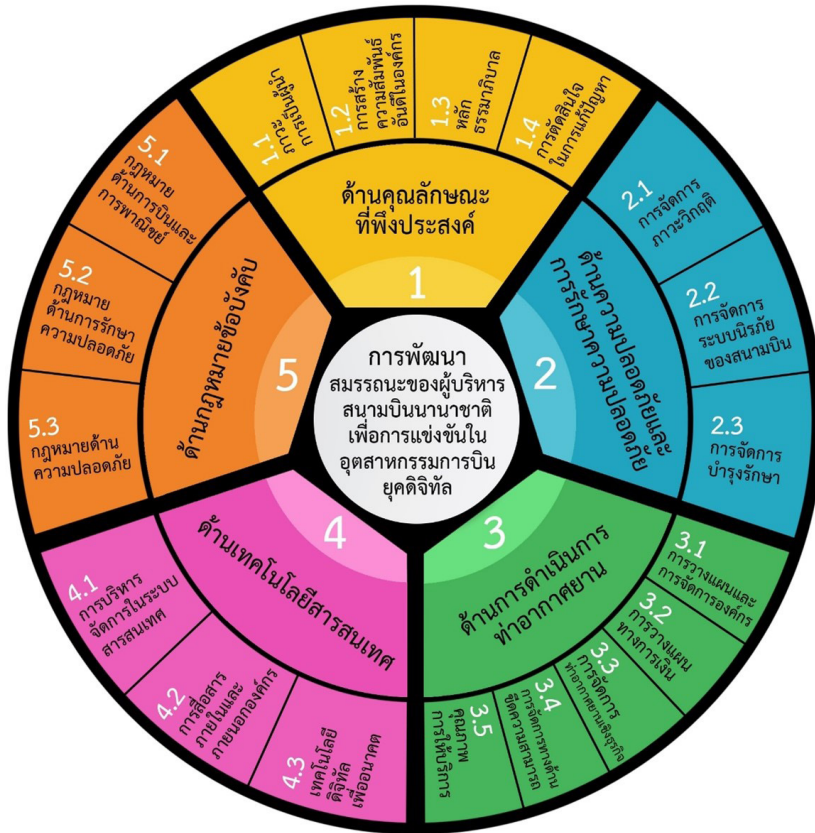 การพัฒนา
สมรรถนะของผู้บริหาร
สนามบินนานาชาติ
เพื่อการแข่งขันใน
อุตสาหกรรมการบิน
ยุคดิจิทัล
1
ด้านคุณลักษณะ
ที่พึงประสงค์
1.1
ภาวะ
การเป็นผู้นำ
1.2
การสร้าง
ความสัมพันธ์
อันดีในองค์กร
1.3
หลัก
ธรรมาภิบาล
1.4
การตัดสินใจ
ในการแก้ปัญหา
2
ด้านความปลอดภัยและ
การรักษาความปลอดภัย
2.1
การจัดการ
ภาวะวิกฤติ
2.2
การจัดการ
ระบบนิรภัย
ของสนามบิน
2.3
การจัดการ
บำรุงรักษา
3
ด้านการดำเนินการ
ท่าอากาศยาน
3.1
การวางแผนและ
การจัดการองค์กร
3.2
การวางแผน
ทางการเงิน
3.3
การจัดการ
ท่าอากาศยานเชิงธุรกิจ
3.4
การจัดการทางด้าน
ขีดความสามารถ
3.5
คุณภาพ
การให้บริการ
4
ด้านเทคโนโลยีสารสนเทศ
4.1
การบริหาร
จัดการในระบบ
สารสนเทศ
4.2
การสื่อสาร
ภายในและ
ภายนอกองค์กร
4.3
เทคโนโลยี
ดิจิทัล
เพื่ออนาคต
5
ด้านกฎหมายข้อบังคับ
5.1
กฎหมาย
ด้านการบินและ
การพาณิชย์
5.2
กฎหมาย
ด้านการรักษา
ความปลอดภัย
5.3
กฎหมายด้าน
ความปลอดภัย